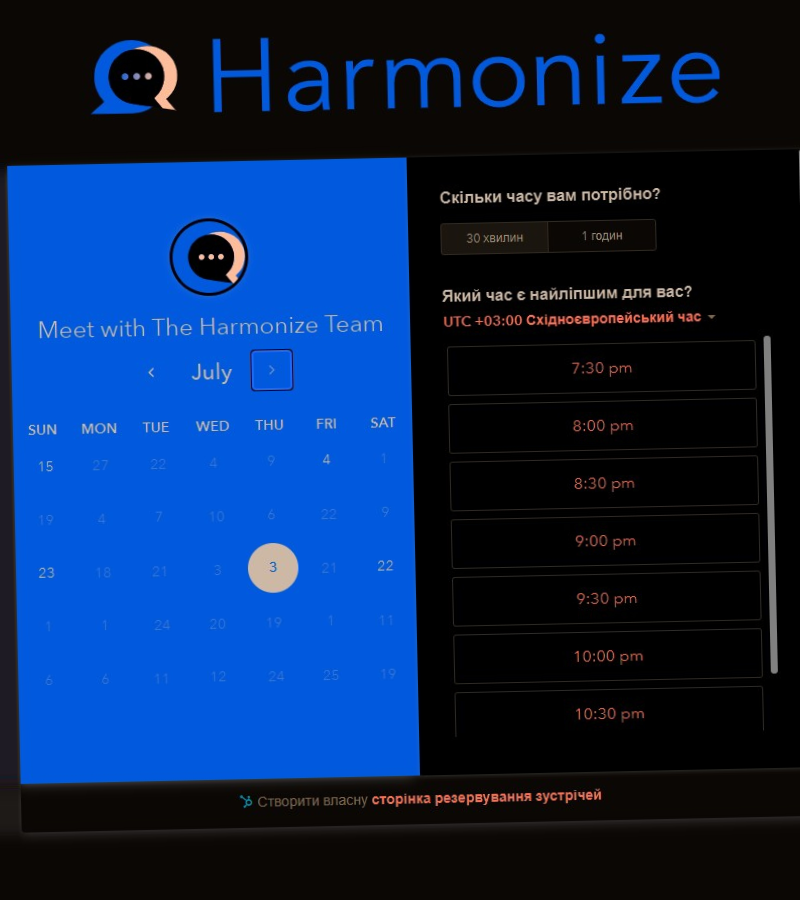 Harmonize
Meet with The Harmonize Team
July
SUN MON TUE WED THU FRI SAT
15 27 22 4 9 4 1
19 4 7 10 6 22 9
23 18 21 3 3 21 22
1 1 24 20 19 1 11
6 6 11 12 24 25 19
Скільки часу вам потрібно?
30 хвилин 1 годин
Який час є найліпшим для вас?
UTC +03:00 Східноєвропейський час
7:30 pm
8:00 pm
8:30 pm
9:00 pm
9:30 pm
10:00 pm
10:30 pm
Створити власну сторінка резервування зустрічей